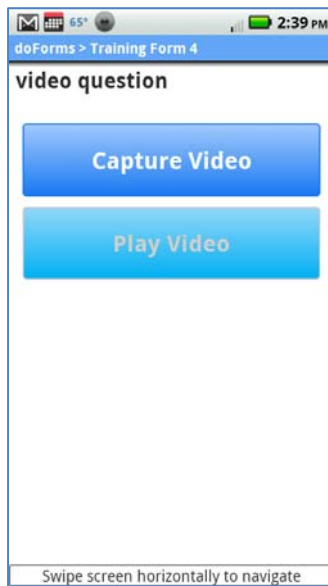 65° 2:39 PM
doForms > Training Form 4
video question
Capture Video
Play Video
Swipe screen horizontally to navigate